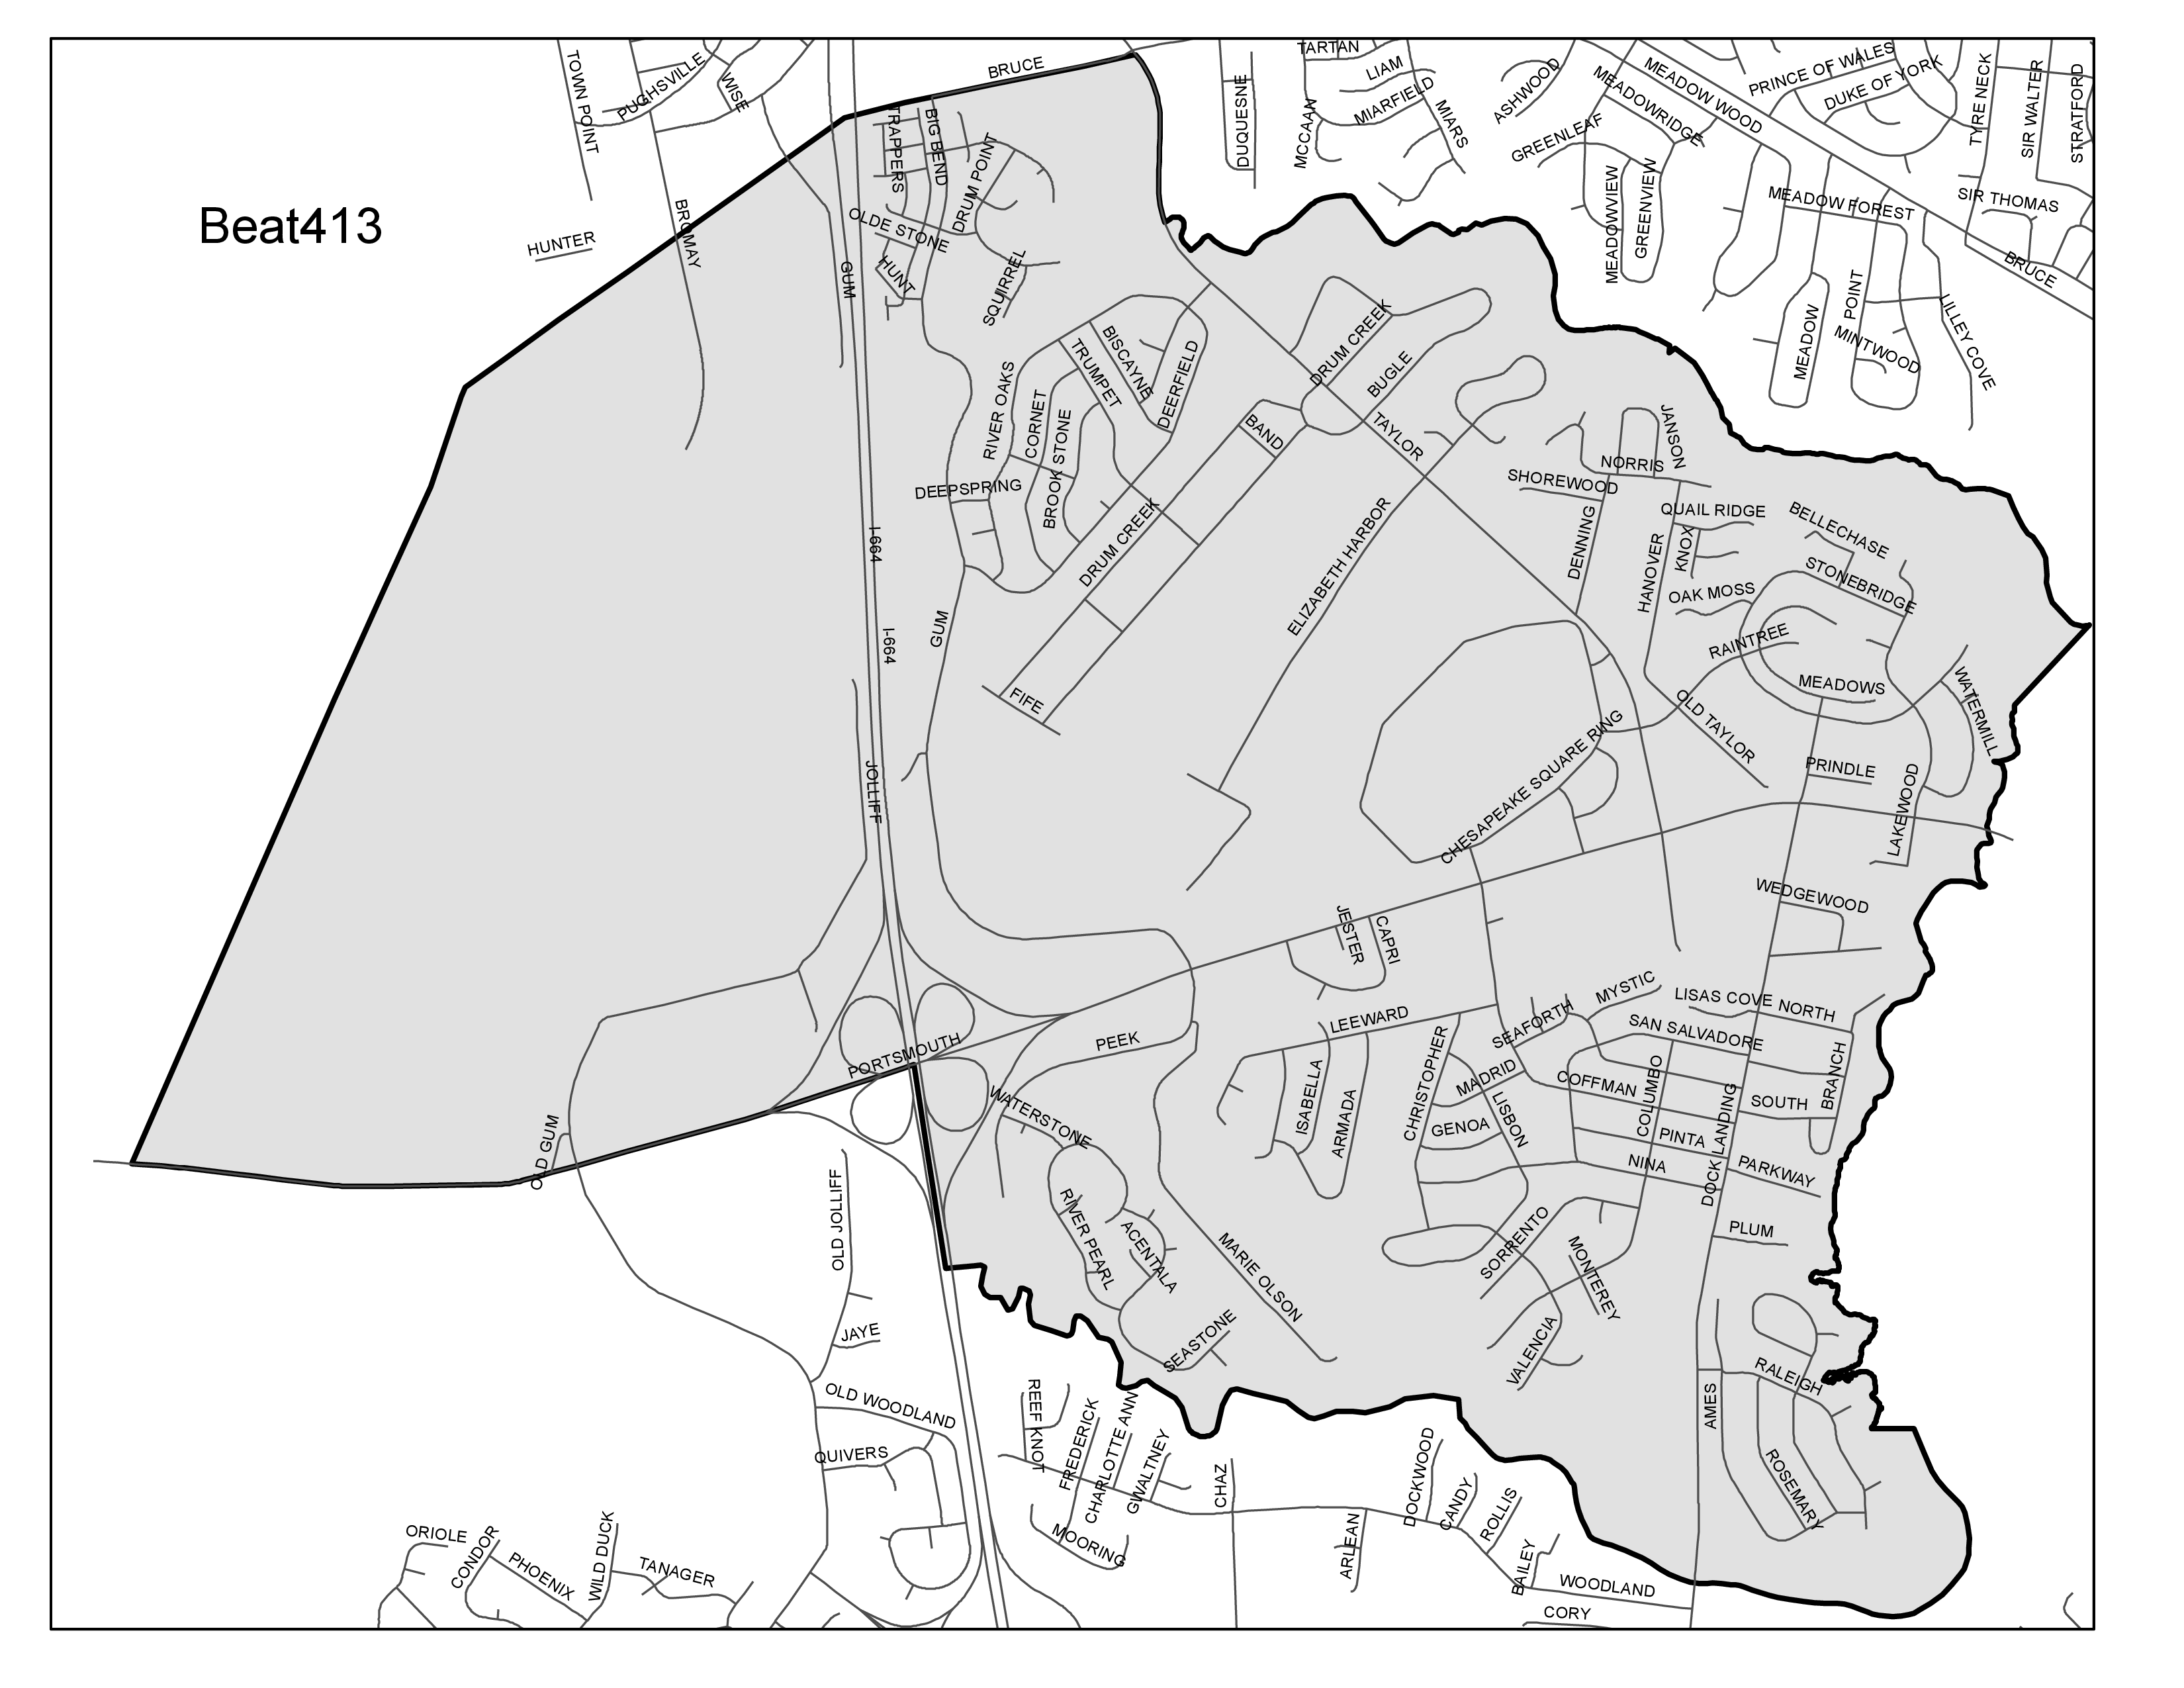 TARTAN
TOWN POINT
PUGHSVILLE
WISE
BRUCE
DUQUESNE
LIAM
MCCAAN
MIARFIELD
MIARS
ASHWOOD
MEADOWRIDGE
MEADOW WOOD
PRINCE OF WALES
DUKE OF YORK
TYRE NECK
SIR WALTER
STRATFORD
GREENLEAF
TRAPPERS
BIG BEND
DRUM POINT
MEADOWVIEW
GREENVIEW
MEADOW FOREST
SIR THOMAS
Beat413
HUNTER
BROMAY
OLDE STONE
GUM
HUNT
SQUIRREL
BRUCE
POINT
MEADOW
MINTWOOD
LILLEY COVE
BISCAYNE
TRUMPET
DEERFIELD
DRUM CREEK
BUGLE
RIVER OAKS
CORNET
BROOK STONE
BAND
TAYLOR
JANSON
NORRIS
SHOREWOOD
DEEPSPRING
QUAIL RIDGE
BELLECHASE
I-664
DRUM CREEK
ELIZABETH HARBOR
DENNING
HANOVER
KNOX
OAK MOSS
STONEBRIDGE
I-664
GUM
RAINTREE
MEADOWS
WATERMILL
FIFE
OLD TAYLOR
CHESAPEAKE SQUARE RING
JOLLIFF
PRINDLE
LAKEWOOD
WEDGEWOOD
JESTER
CAPRI
MYSTIC
LISAS COVE NORTH
LEEWARD
SEAFORTH
SAN SALVADORE
PORTSMOUTH
PEEK
CHRISTOPHER
MADRID
COFFMAN
COLUMBO
SOUTH
BRANCH
WATERSTONE
ISABELLA
ARMADA
GENOA
LISBON
PINTA
DOCK LANDING
OLD GUM
NINA
PARKWAY
OLD JOLLIFF
RIVER PEARL
ACENTALA
MARIE OLSON
SORRENTO
MONTEREY
PLUM
JAYE
SEASTONE
VALENCIA
RALEIGH
AMES
OLD WOODLAND
REEF KNOT
FREDERICK
CHARLOTTE ANN
GWALTNEY
QUIVERS
CHAZ
DOCKWOOD
CANDY
ROLLIS
ROSEMARY
ORIOLE
CONDOR
PHOENIX
WILD DUCK
TANAGER
MOORING
ARLEAN
BAILEY
WOODLAND
CORY